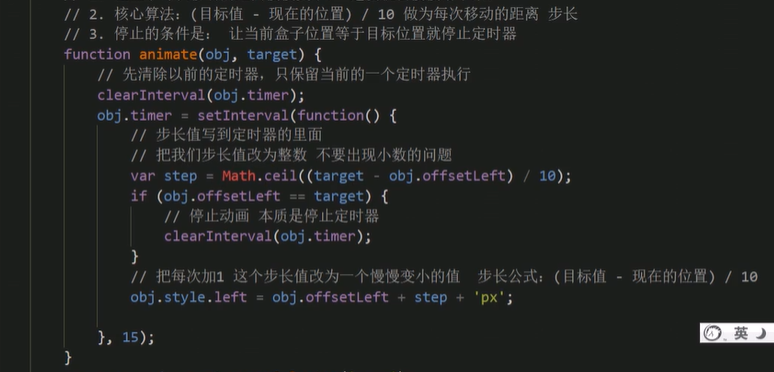 // 2. 核心算法：(目标值 - 现在的位置) / 10 做为每次移动的距离 步长
// 3. 停止的条件是： 让当前盒子位置等于目标位置就停止定时器
function animate(obj, target) {
// 先清除以前的定时器，只保留当前的一个定时器执行
clearInterval(obj.timer);
obj.timer = setInterval(function() {
// 步长值写到定时器的里面
// 把我们步长值改为整数 不要出现小数的问题
var step = Math.ceil((target - obj.offsetLeft) / 10);
if (obj.offsetLeft == target) {
// 停止动画 本质是停止定时器
clearInterval(obj.timer);
}
// 把每次加1 这个步长值改为一个慢慢变小的值  步长公式：(目标值 - 现在的位置) / 10
obj.style.left = obj.offsetLeft + step + 'px';
}, 15);
英
}